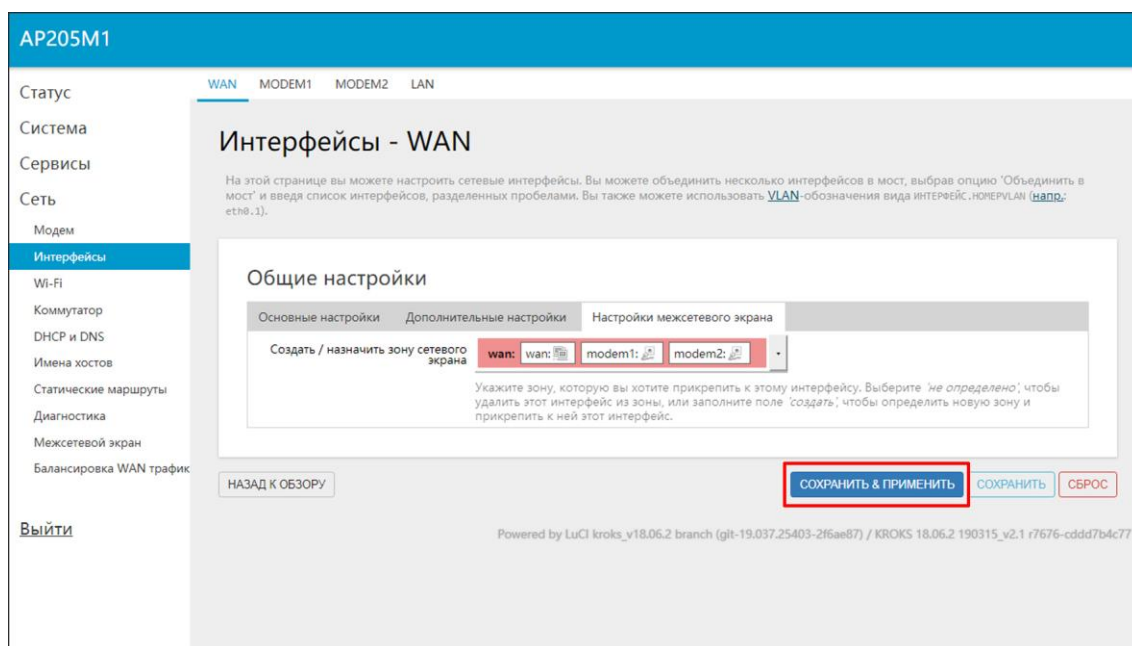 AP205M1
WAN MODEM1 MODEM2 LAN
Статус
Система
Сервисы
Сеть
Модем
Интерфейсы
Wi-Fi
Коммутатор
DHCP и DNS
Имена хостов
Статические маршруты
Диагностика
Межсетевой экран
Балансировка WAN трафик
Выйти
Интерфейсы - WAN
На этой странице вы можете настроить сетевые интерфейсы. Вы можете объединить несколько интерфейсов в мост, выбрав опцию 'Объединить в
мост' и введя список интерфейсов, разделенных пробелами. Вы также можете использовать VLAN-обозначения вида ИНТЕРФЕЙС.НОМЕРVLAN (напр.:
eth0.1).
Общие настройки
Основные настройки Дополнительные настройки Настройки межсетевого экрана
Создать / назначить зону сетевого
экрана
wan: wan: modem1: modem2:
Укажите зону, которую вы хотите прикрепить к этому интерфейсу. Выберите 'не определено', чтобы
удалить этот интерфейс из зоны, или заполните поле 'создать', чтобы определить новую зону и
прикрепить к ней этот интерфейс.
НАЗАД К ОБЗОРУ СОХРАНИТЬ & ПРИМЕНИТЬ СОХРАНИТЬ СБРОС
Powered by LuCI kroks_v18.06.2 branch (git-19.037.25403-2f6ae87) / KROKS 18.06.2 190315_v2.1 r7676-cddd7b4c77